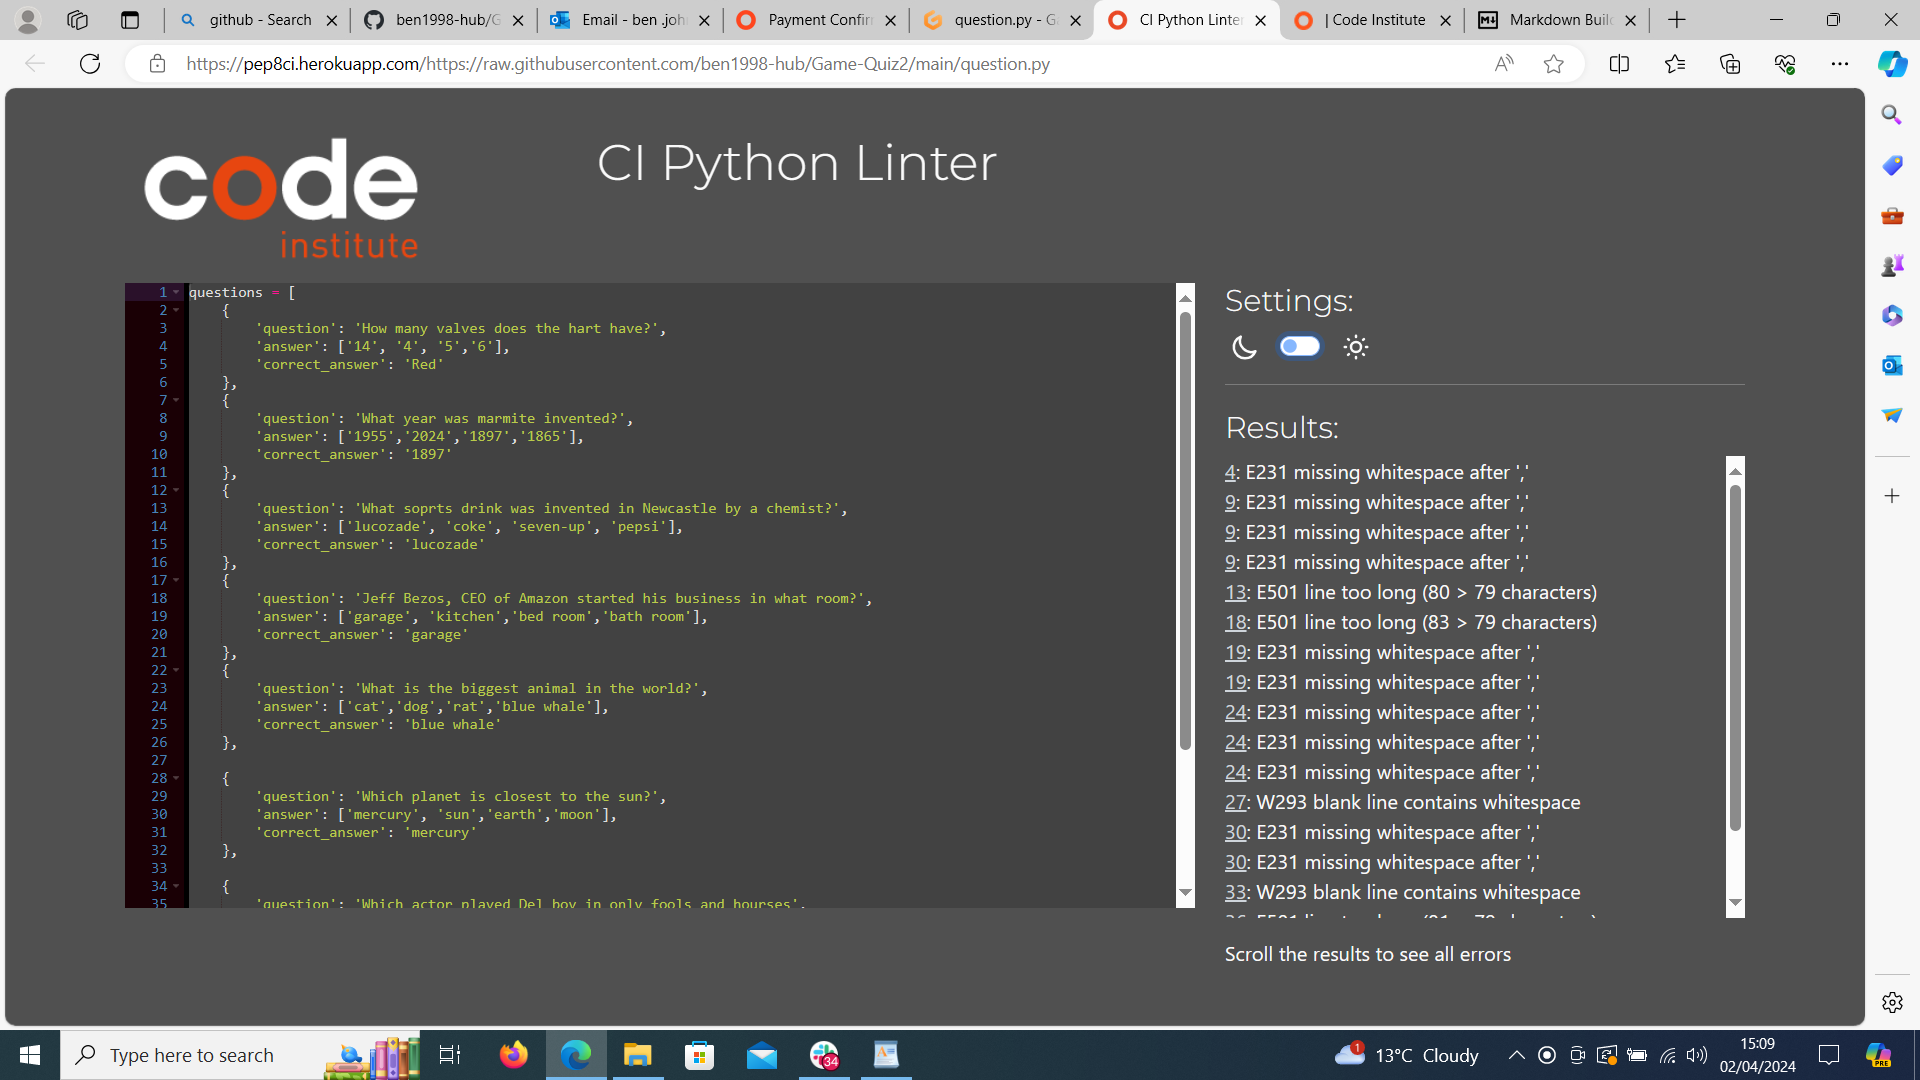 github - Search
ben1998-hub/G
Email - ben .joh
Payment Confir
question.py - Ga
CI Python Linter
| Code Institute
Markdown Buil
https://pep8ci.herokuapp.com/https://raw.githubusercontent.com/ben1998-hub/Game-Quiz2/main/question.py
code
institute
CI Python Linter
1 questions = [
2 {
3 'question': 'How many valves does the hart have?',
4 'answer': ['14', '4', '5','6'],
5 'correct_answer': 'Red'
6 },
7 {
8 'question': 'What year was marmite invented?',
9 'answer': ['1955','2024','1897','1865'],
10 'correct_answer': '1897'
11 },
12 {
13 'question': 'What soprts drink was invented in Newcastle by a chemist?',
14 'answer': ['lucozade', 'coke', 'seven-up', 'pepsi'],
15 'correct_answer': 'lucozade'
16 },
17 {
18 'question': 'Jeff Bezos, CEO of Amazon started his business in what room?',
19 'answer': ['garage', 'kitchen','bed room','bath room'],
20 'correct_answer': 'garage'
21 },
22 {
23 'question': 'What is the biggest animal in the world?',
24 'answer': ['cat','dog','rat','blue whale'],
25 'correct_answer': 'blue whale'
26 },
27
28 {
29 'question': 'Which planet is closest to the sun?',
30 'answer': ['mercury', 'sun','earth','moon'],
31 'correct_answer': 'mercury'
32 },
33
34 {
35 'question': 'Which actor played Del boy in only fools and hourses',
Settings:
Results:
4: E231 missing whitespace after ','
9: E231 missing whitespace after ','
9: E231 missing whitespace after ','
9: E231 missing whitespace after ','
13: E501 line too long (80 > 79 characters)
18: E501 line too long (83 > 79 characters)
19: E231 missing whitespace after ','
19: E231 missing whitespace after ','
24: E231 missing whitespace after ','
24: E231 missing whitespace after ','
24: E231 missing whitespace after ','
27: W293 blank line contains whitespace
30: E231 missing whitespace after ','
30: E231 missing whitespace after ','
33: W293 blank line contains whitespace
Scroll the results to see all errors
Type here to search
34
1
13°C Cloudy
15:09
02/04/2024
PRE